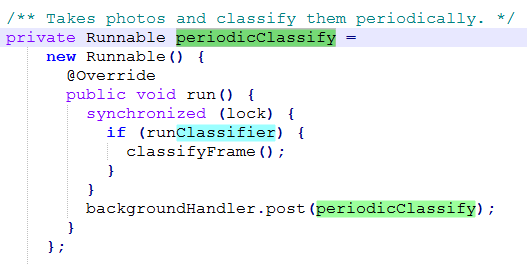 /** Takes photos and classify them periodically. */
private Runnable periodicClassify =
    new Runnable() {
      @Override
      public void run() {
        synchronized (lock) {
          if (runClassifier) {
            classifyFrame();
          }
        }
        backgroundHandler.post(periodicClassify);
      }
    };